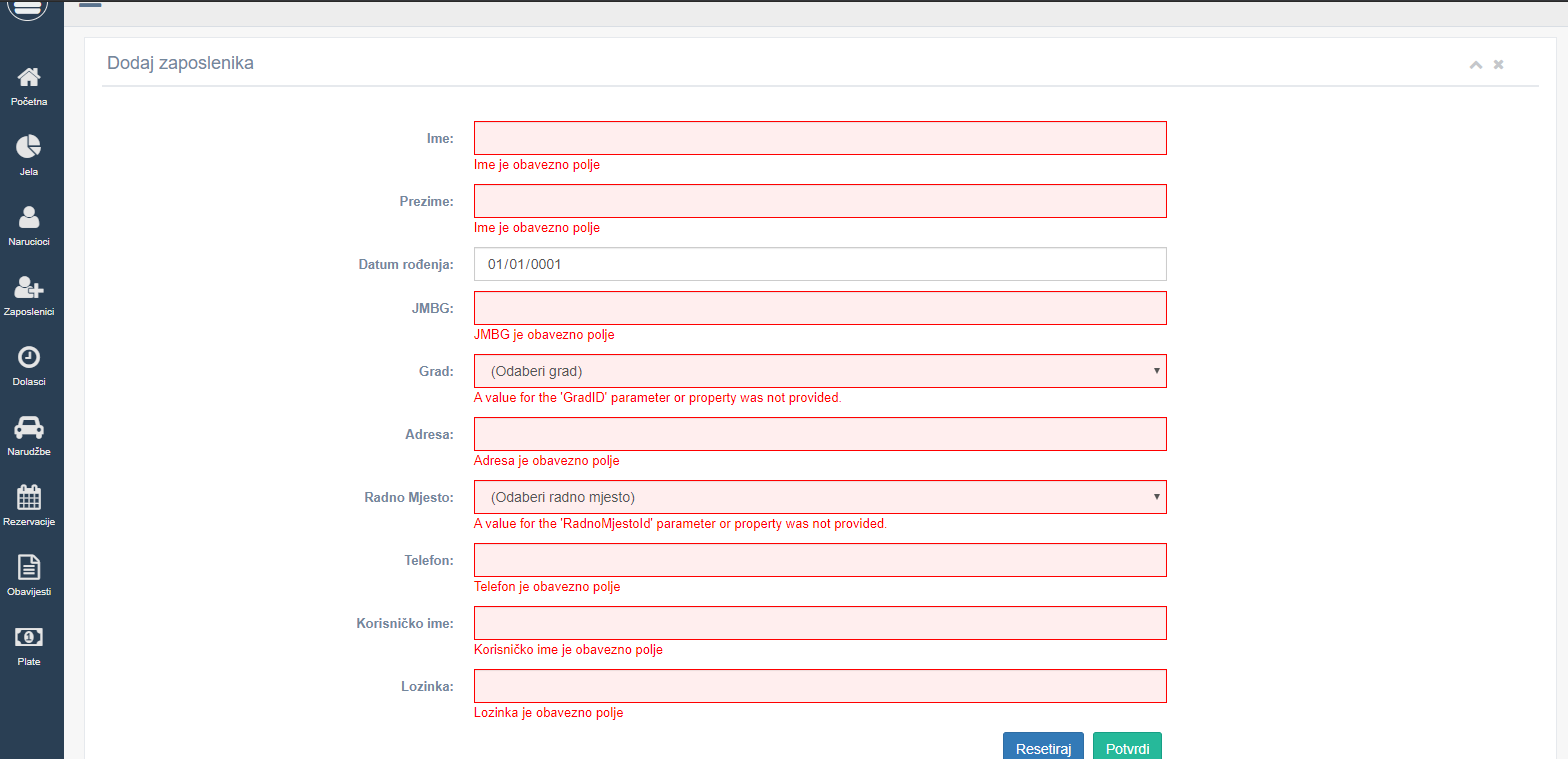 Dodaj zaposlenika
Početna
Jela
Narucioci
Zaposlenici
Dolasci
Narudžbe
Rezervacije
Obavijesti
Plate
Ime:
Ime je obavezno polje
Prezime:
Ime je obavezno polje
Datum rođenja: 01/01/0001
JMBG:
JMBG je obavezno polje
Grad: (Odaberi grad)
A value for the 'GradID' parameter or property was not provided.
Adresa:
Adresa je obavezno polje
Radno Mjesto: (Odaberi radno mjesto)
A value for the 'RadnoMjestoId' parameter or property was not provided.
Telefon:
Telefon je obavezno polje
Korisničko ime:
Korisničko ime je obavezno polje
Lozinka:
Lozinka je obavezno polje
Resetiraj Potvrdi